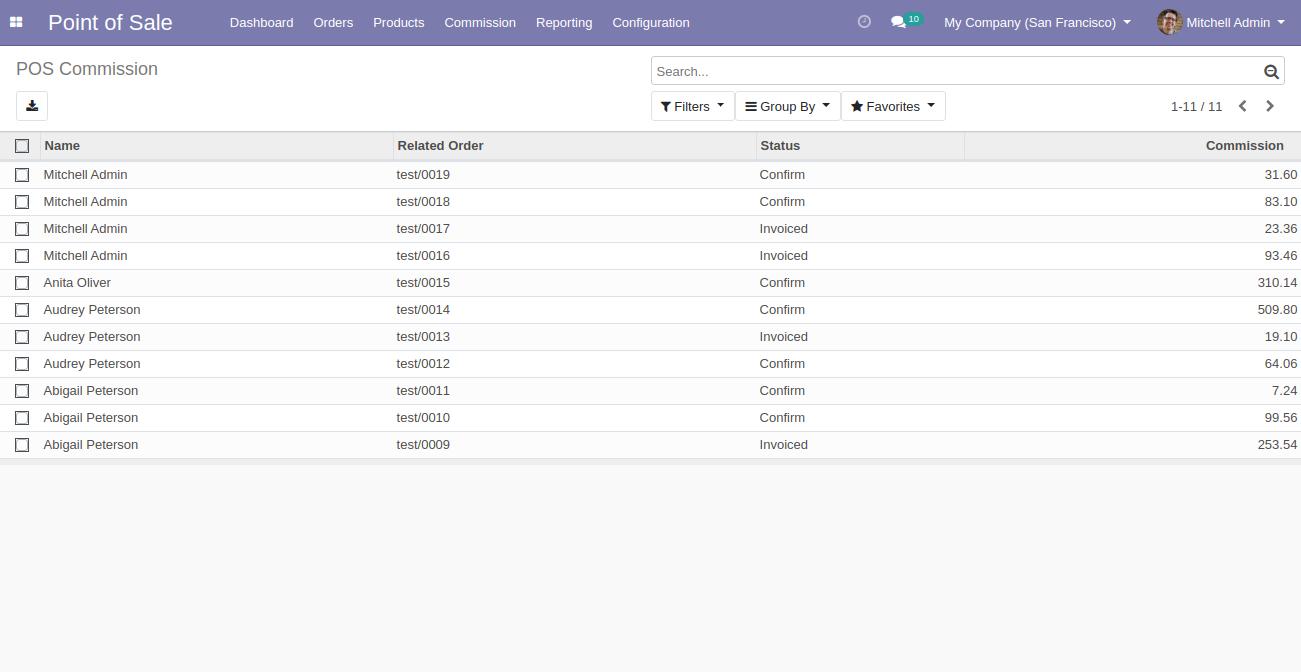 Point of Sale Dashboard Orders Products Commission Reporting Configuration 10 My Company (San Francisco) Mitchell Admin
POS Commission Search...
Filters Group By Favorites 1-11 / 11
Name Related Order Status Commission
Mitchell Admin test/0019 Confirm 31.60
Mitchell Admin test/0018 Confirm 83.10
Mitchell Admin test/0017 Invoiced 23.36
Mitchell Admin test/0016 Invoiced 93.46
Anita Oliver test/0015 Confirm 310.14
Audrey Peterson test/0014 Confirm 509.80
Audrey Peterson test/0013 Invoiced 19.10
Audrey Peterson test/0012 Confirm 64.06
Abigail Peterson test/0011 Confirm 7.24
Abigail Peterson test/0010 Confirm 99.56
Abigail Peterson test/0009 Invoiced 253.54